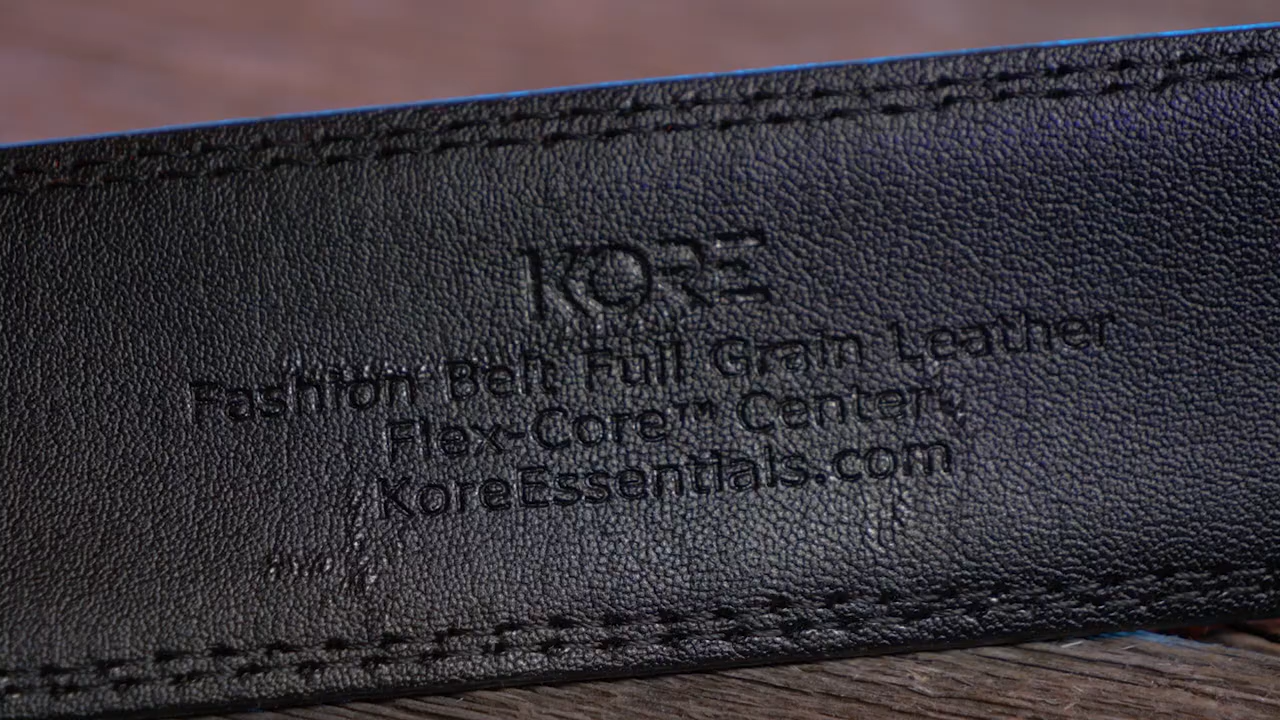 KORE
Fashion Belt Full Grain Leather
Flex-Core™ Center
KoreEssentials.com